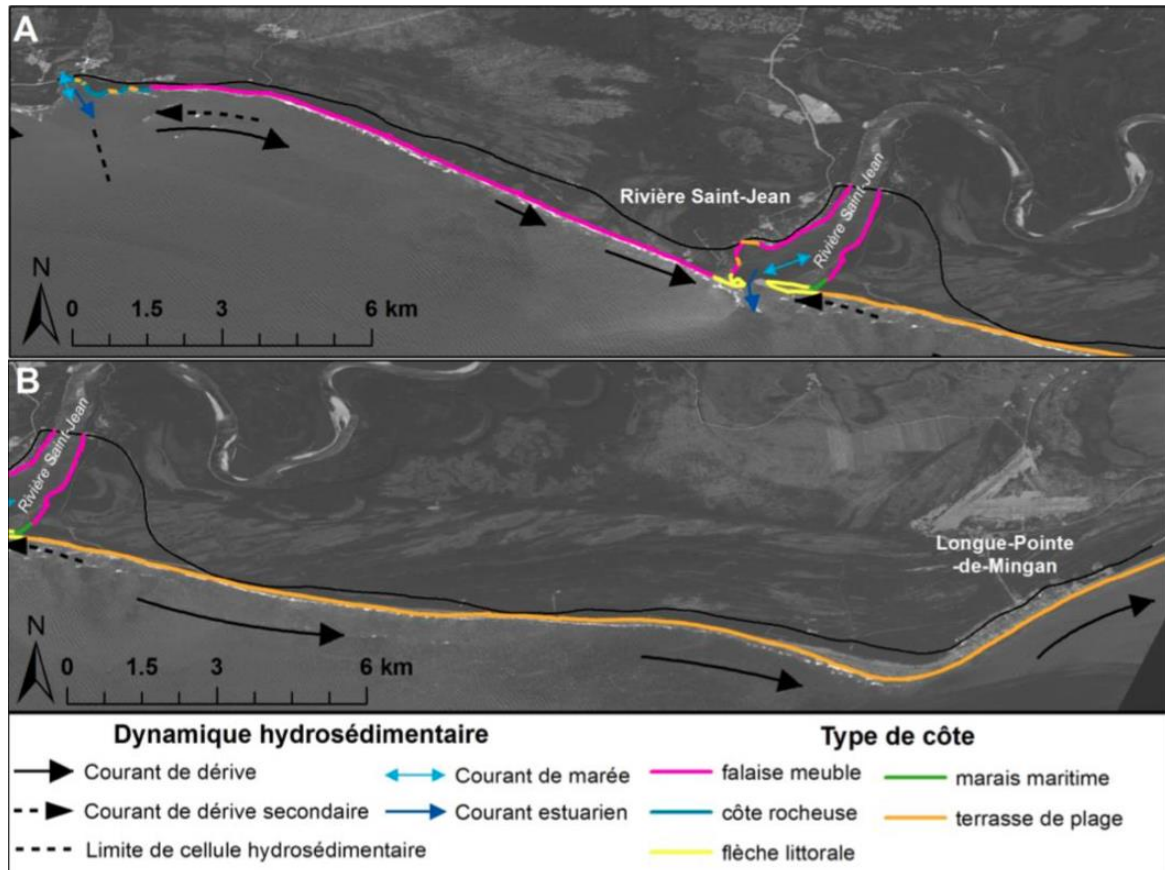 A
Rivière Saint-Jean
Rivière Saint-Jean
N
0 1.5 3 6 km
B
Rivière Saint-Jean
Longue-Pointe
-de-Mingan
N
0 1.5 3 6 km
Dynamique hydrosédimentaire
Courant de dérive
Courant de dérive secondaire
Limite de cellule hydrosédimentaire
Courant de marée
Courant estuarien
Type de côte
falaise meuble
côte rocheuse
flèche littorale
marais maritime
terrasse de plage